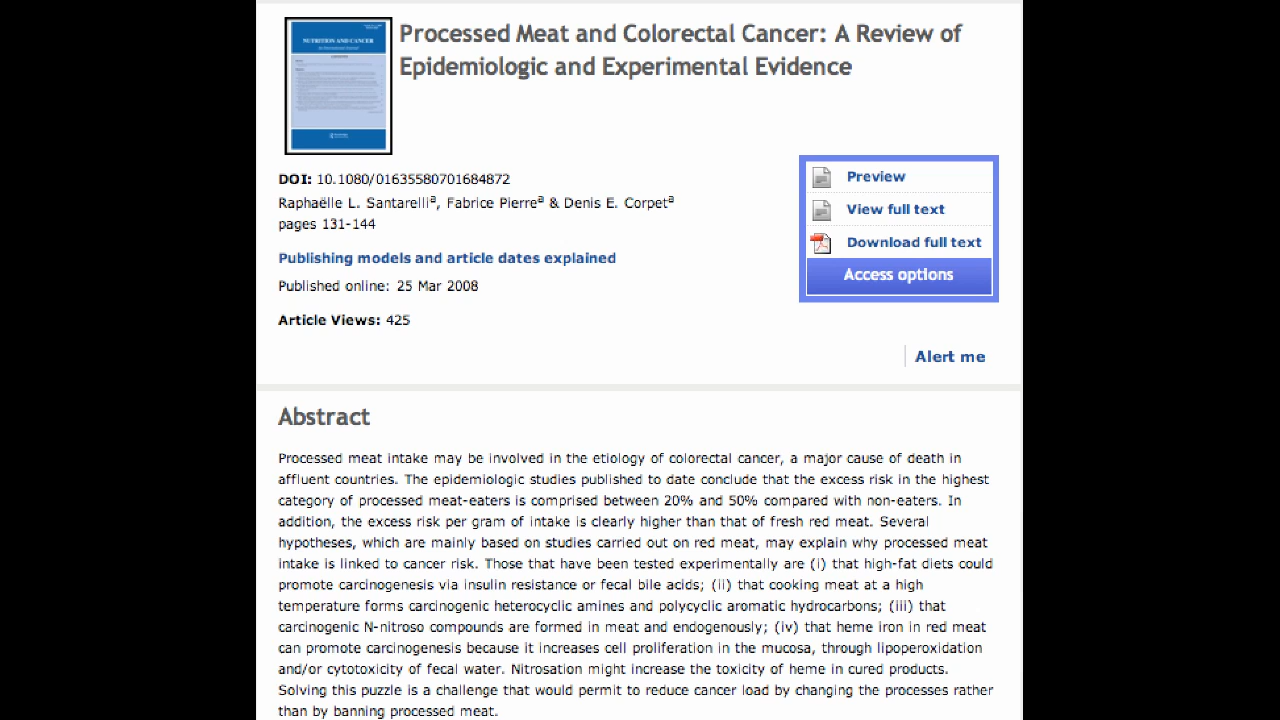 NUTRITION AND CANCER
Processed Meat and Colorectal Cancer: A Review of
Epidemiologic and Experimental Evidence
DOI: 10.1080/01635580701684872
Raphaëlle L. Santarelliᵃ, Fabrice Pierreᵃ & Denis E. Corpetᵃ
pages 131-144
Publishing models and article dates explained
Published online: 25 Mar 2008
Article Views: 425
Preview
View full text
Download full text
Access options
Alert me
Abstract
Processed meat intake may be involved in the etiology of colorectal cancer, a major cause of death in
affluent countries. The epidemiologic studies published to date conclude that the excess risk in the highest
category of processed meat-eaters is comprised between 20% and 50% compared with non-eaters. In
addition, the excess risk per gram of intake is clearly higher than that of fresh red meat. Several
hypotheses, which are mainly based on studies carried out on red meat, may explain why processed meat
intake is linked to cancer risk. Those that have been tested experimentally are (i) that high-fat diets could
promote carcinogenesis via insulin resistance or fecal bile acids; (ii) that cooking meat at a high
temperature forms carcinogenic heterocyclic amines and polycyclic aromatic hydrocarbons; (iii) that
carcinogenic N-nitroso compounds are formed in meat and endogenously; (iv) that heme iron in red meat
can promote carcinogenesis because it increases cell proliferation in the mucosa, through lipoperoxidation
and/or cytotoxicity of fecal water. Nitrosation might increase the toxicity of heme in cured products.
Solving this puzzle is a challenge that would permit to reduce cancer load by changing the processes rather
than by banning processed meat.